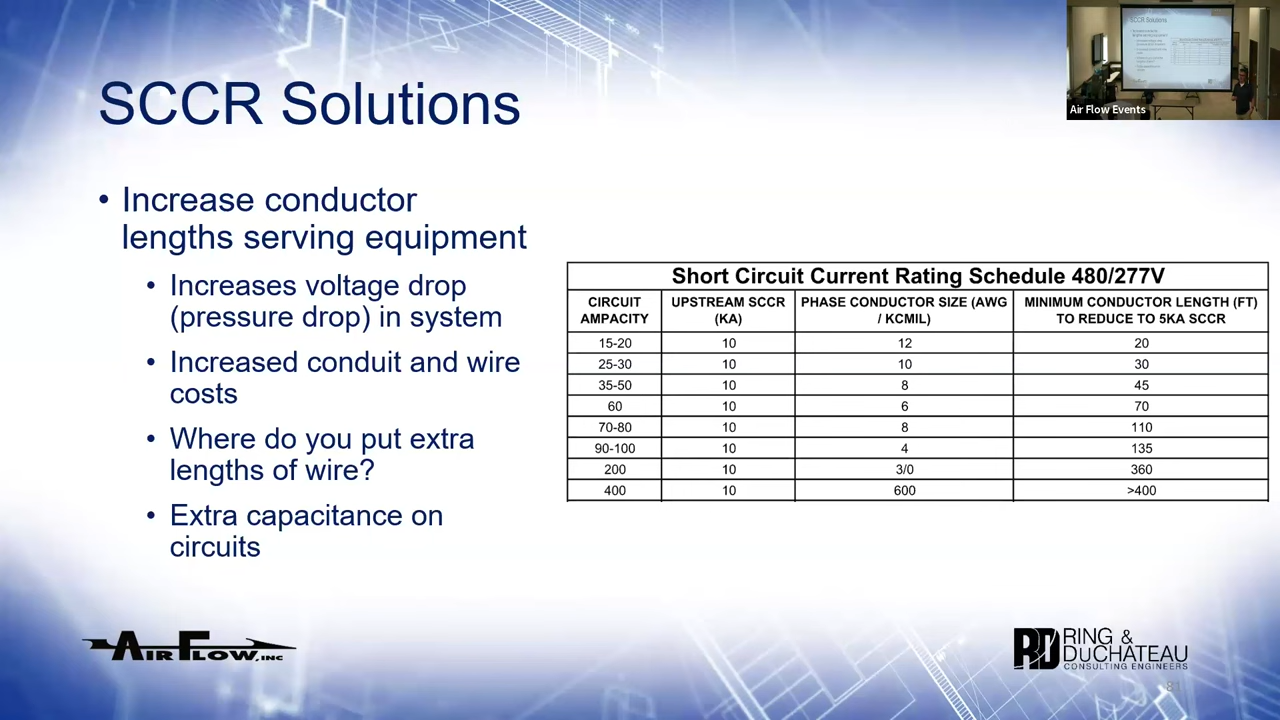 SCCR Solutions
Air Flow Events
SCCR Solutions
• Increase conductor
lengths serving equipment
• Increases voltage drop
(pressure drop) in system
• Increased conduit and wire
costs
• Where do you put extra
lengths of wire?
• Extra capacitance on
circuits
Short Circuit Current Rating Schedule 480/277V
CIRCUIT AMPACITY UPSTREAM SCCR (KA) PHASE CONDUCTOR SIZE (AWG / KCMIL) MINIMUM CONDUCTOR LENGTH (FT) TO REDUCE TO 5KA SCCR
15-20 10 12 20
25-30 10 10 30
35-50 10 8 45
60 10 6 70
70-80 10 8 110
90-100 10 4 135
200 10 3/0 360
400 10 600 >400
AIR FLOW, INC
RD RING &
DUCHATEAU
CONSULTING ENGINEERS
81